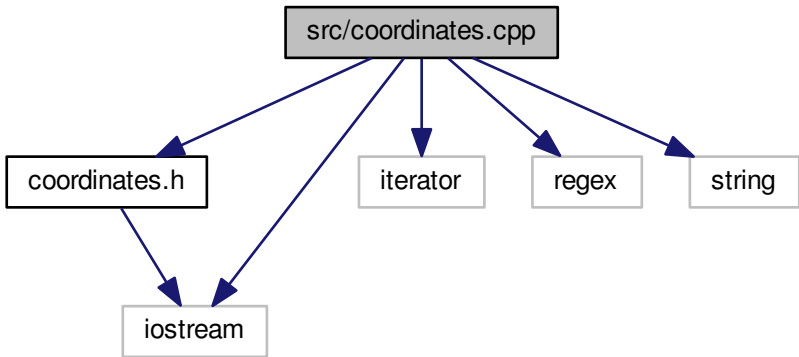 src/coordinates.cpp
coordinates.h
iterator
regex
string
iostream